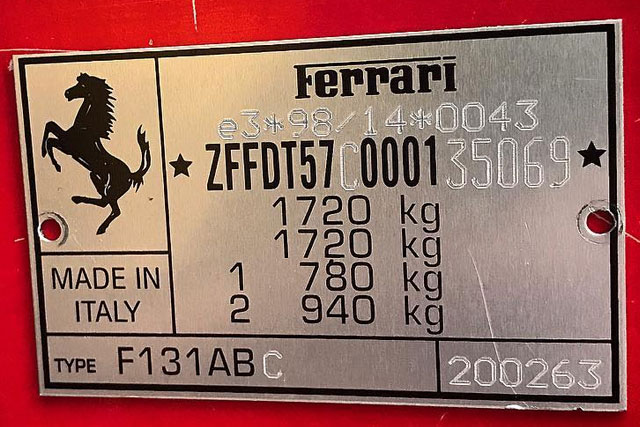 Ferrari
e3*98/14*0043
★ ZFFDT57C000135069 ★
1720 kg
1720 kg
1 780 kg
2 940 kg
MADE IN
ITALY
TYPE F131ABC
200263